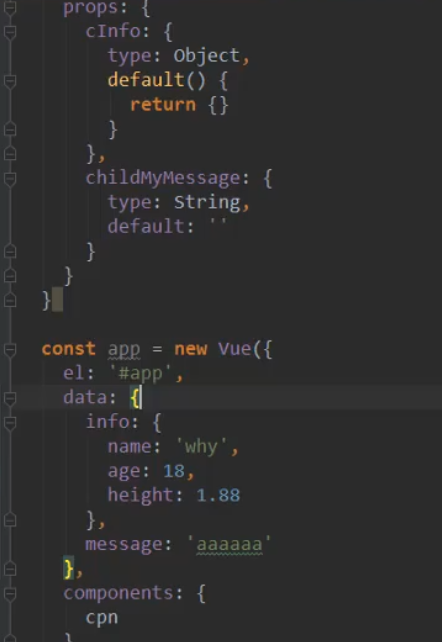 props: {
cInfo: {
type: Object,
default() {
return {}
}
},
childMyMessage: {
type: String,
default: ''
}
}
}
const app = new Vue({
el: '#app',
data: {
info: {
name: 'why',
age: 18,
height: 1.88
},
message: 'aaaaaa'
},
components: {
cpn
}